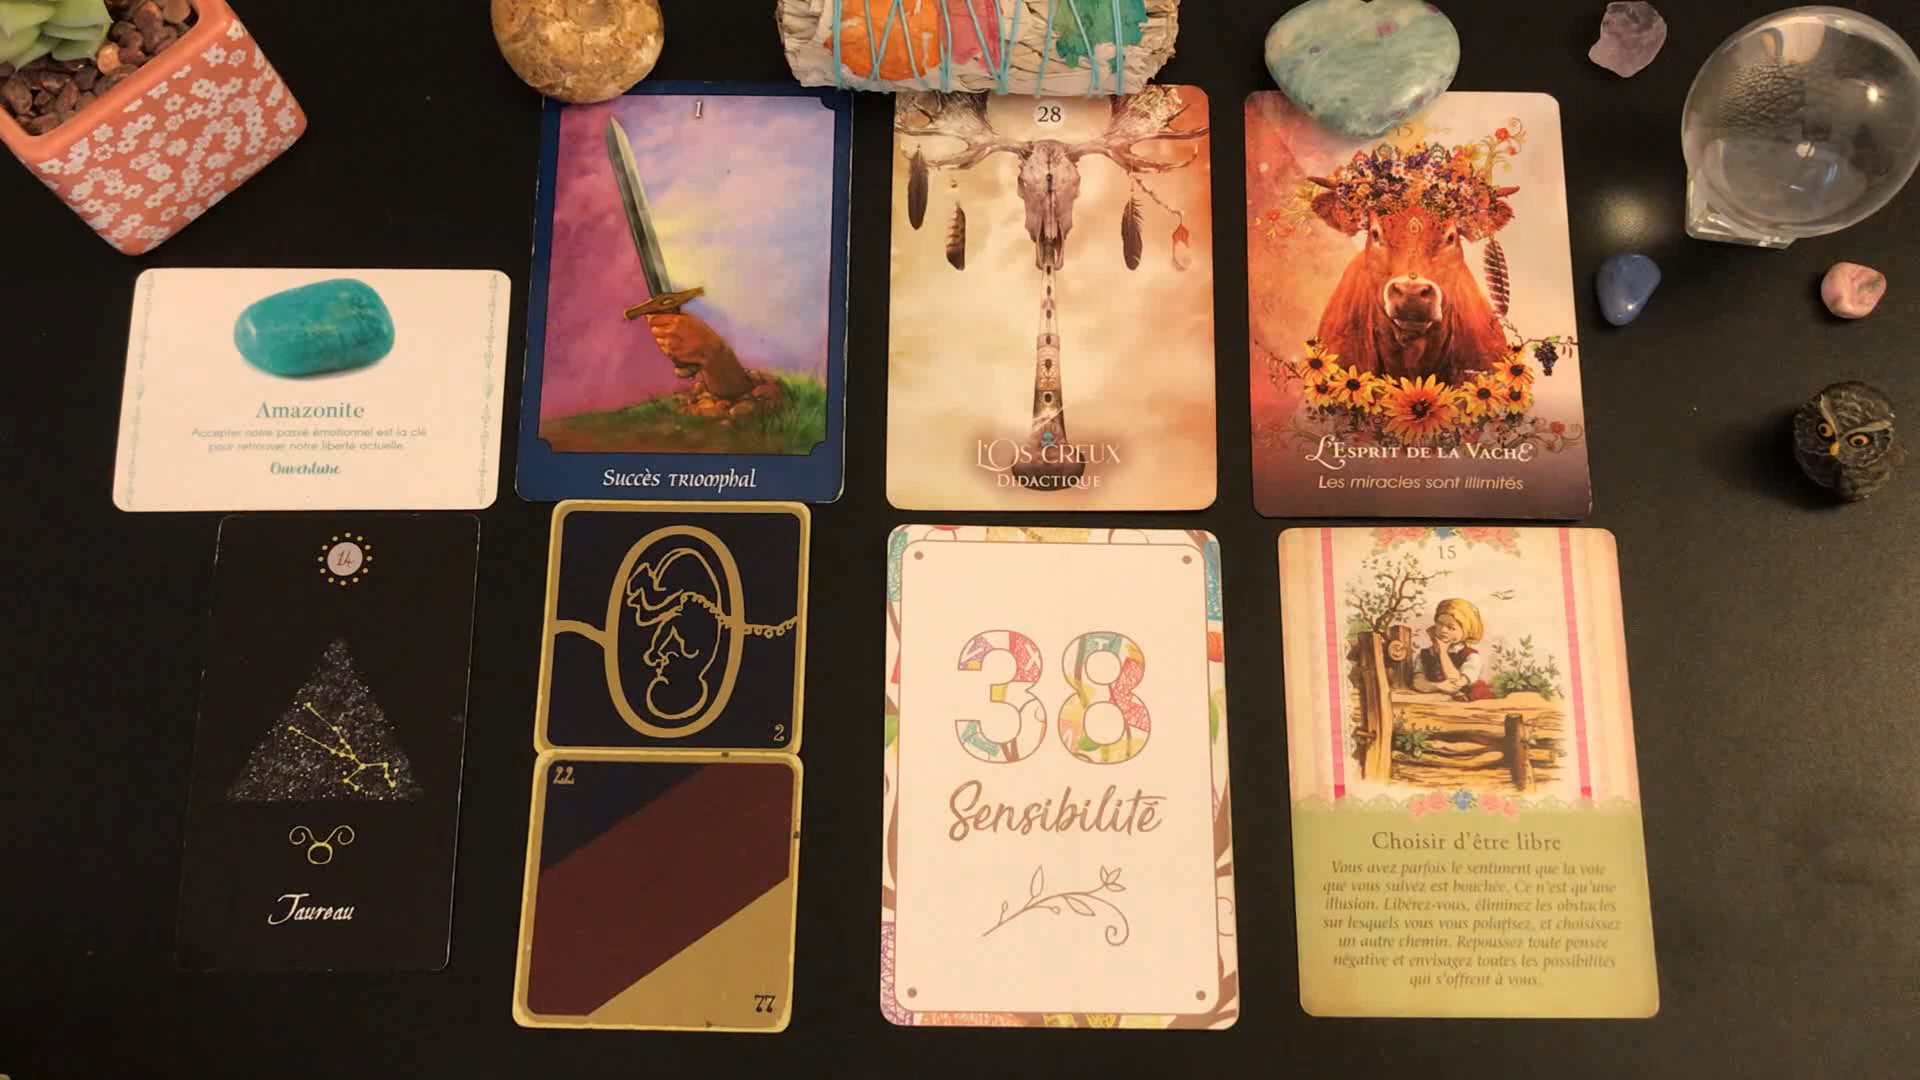 Amazonite
Accepter notre passé émotionnel est la clé
pour retrouver notre liberté actuelle.
Ouverture
1
Succès triomphal
28
L'Os creux
Didactique
15
L'Esprit de la Vache
Les miracles sont illimités
14
Taureau
2
22
77
38
Sensibilité
15
Choisir d'être libre
Vous avez parfois le sentiment que la voie
que vous suivez est bouchée. Ce n'est qu'une
illusion. Libérez-vous, éliminez les obstacles
sur lesquels vous vous polarisez, et choisissez
un autre chemin. Repoussez toute pensée
négative et envisagez toutes les possibilités
qui s'offrent à vous.